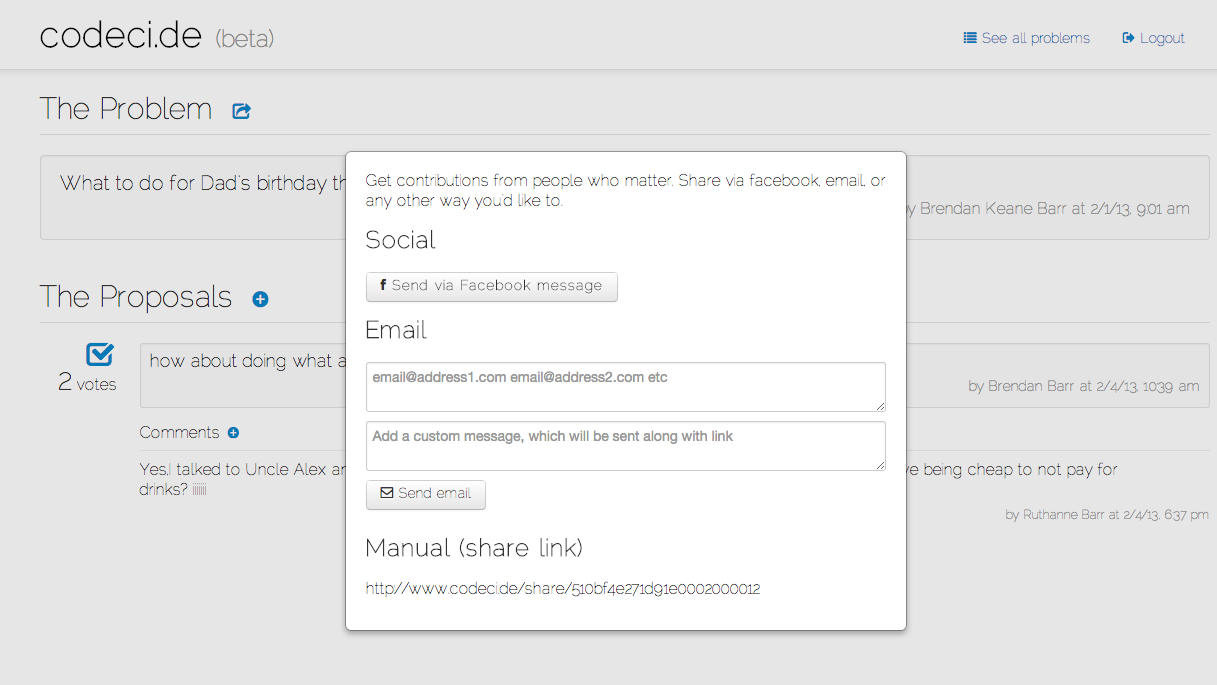 codeci.de (beta)
See all problems
Logout
The Problem
What to do for Dad's birthday
by Brendan Keane Barr at 2/1/13, 9:01 am
The Proposals
2 votes
how about doing what
by Brendan Barr at 2/4/13, 10:39 am
Comments
Yes,I talked to Uncle Alex
being cheap to not pay for
drinks? iiiiiii
by Ruthanne Barr at 2/4/13, 6:37 pm
Get contributions from people who matter. Share via facebook, email, or
any other way you'd like to.
Social
Send via Facebook message
Email
email@address1.com email@address2.com etc
Add a custom message, which will be sent along with link
Send email
Manual (share link)
http://www.codeci.de/share/510bf4e271d91e0002000012